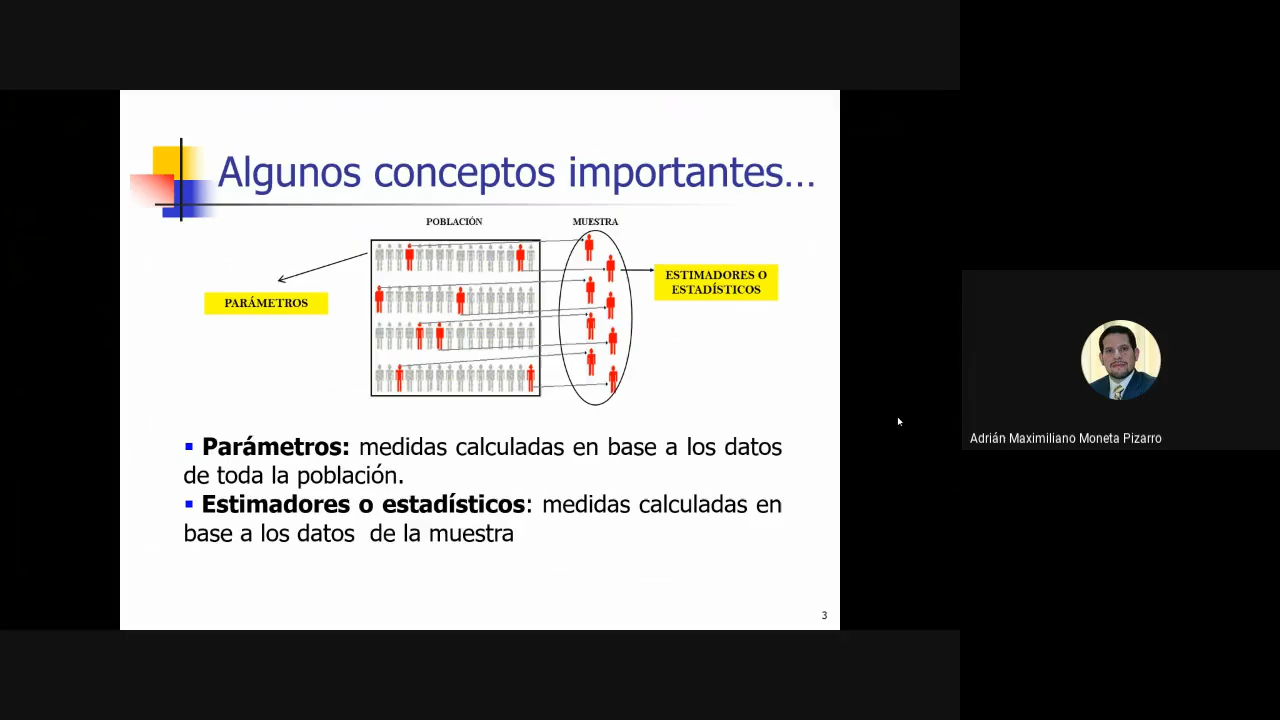 Algunos conceptos importantes...
POBLACIÓN
MUESTRA
PARÁMETROS
ESTIMADORES O
ESTADÍSTICOS
▪ Parámetros: medidas calculadas en base a los datos
de toda la población.
▪ Estimadores o estadísticos: medidas calculadas en
base a los datos de la muestra
3
Adrián Maximiliano Moneta Pizarro